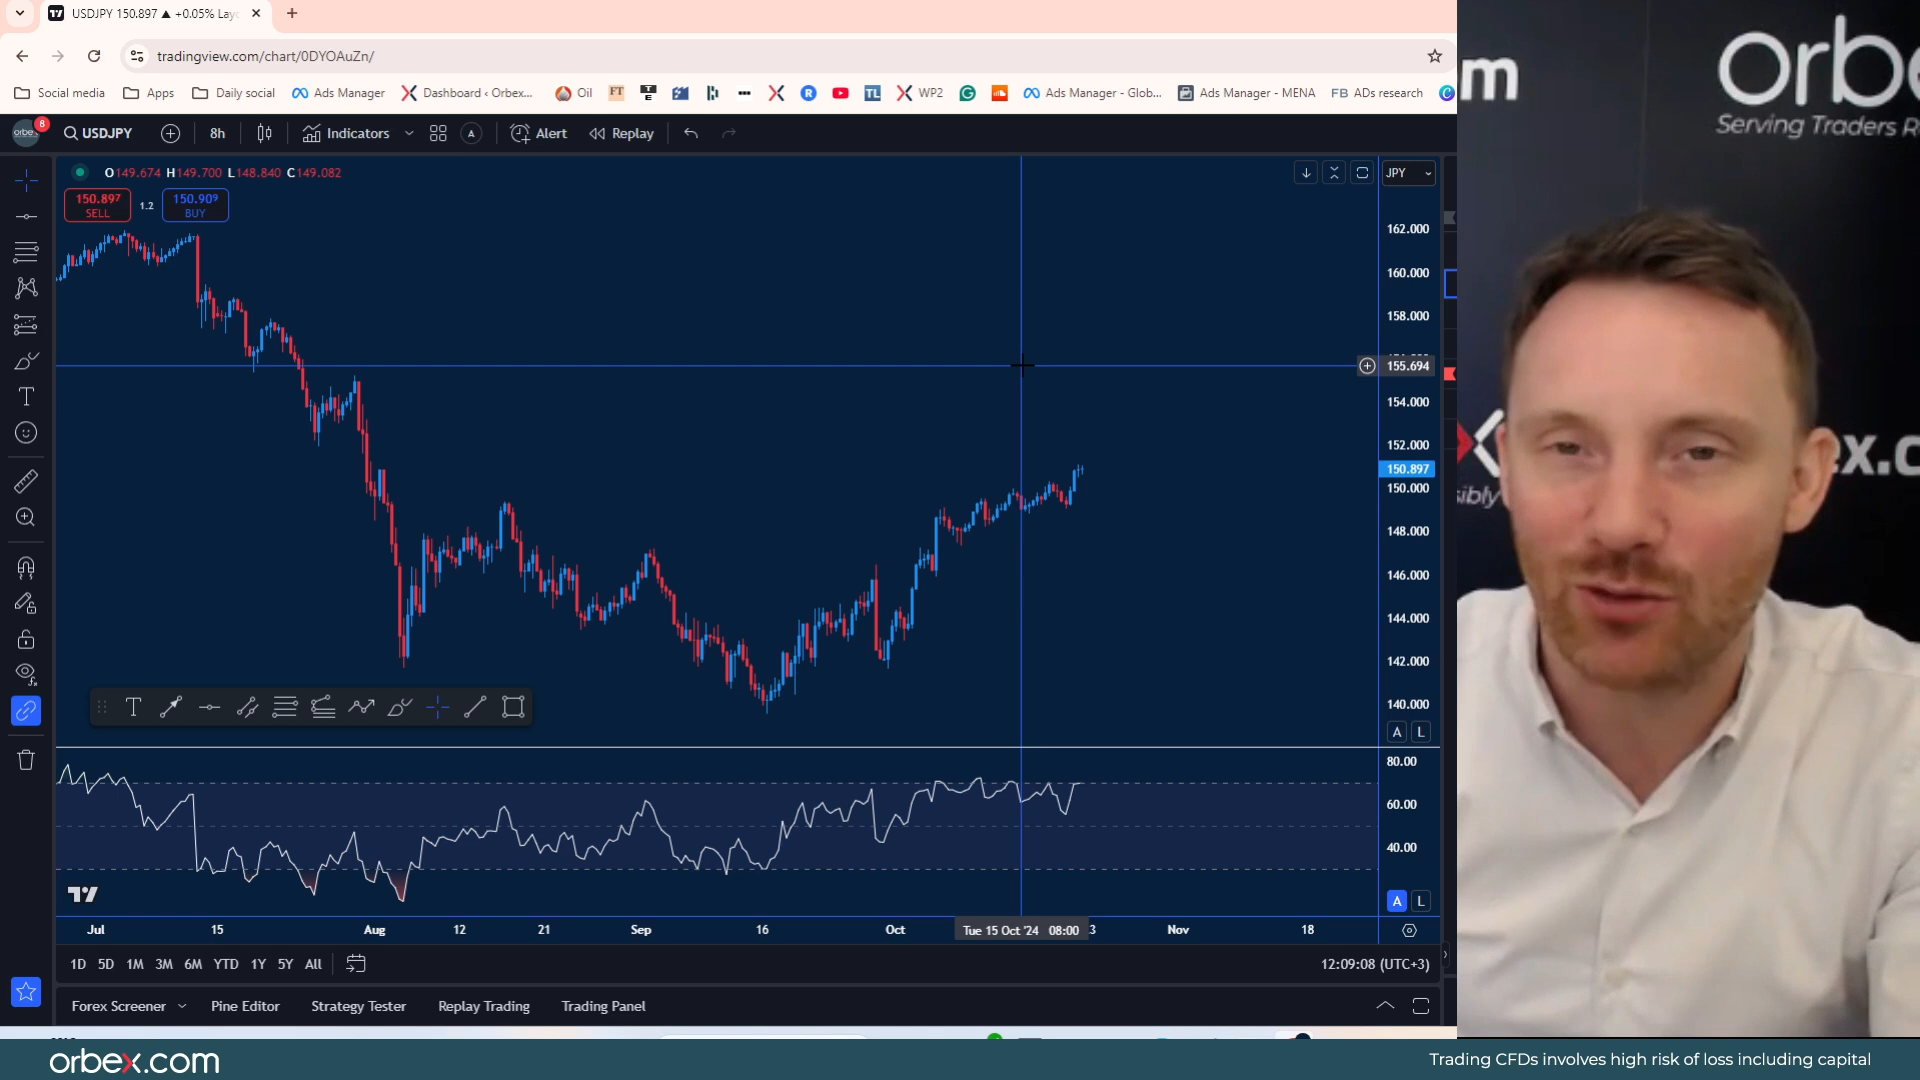 USDJPY 150.897 ▲ +0.05% Lay
tradingview.com/chart/0DYOAuZn/
Social media Apps Daily social Ads Manager Dashboard ‹ Orbex... Oil FT WP2 Ads Manager - Glob... Ads Manager - MENA FB ADs research
orbex 8 USDJPY 8h Indicators A Alert Replay
O149.674 H149.700 L148.840 C149.082
JPY
150.897
SELL
1.2
150.909
BUY
162.000
160.000
158.000
155.694
154.000
152.000
150.897
150.000
148.000
146.000
144.000
142.000
140.000
A L
80.00
60.00
40.00
A L
Jul 15 Aug 12 21 Sep 16 Oct Tue 15 Oct '24 08:00 3 Nov 18
1D 5D 1M 3M 6M YTD 1Y 5Y All
12:09:08 (UTC+3)
Forex Screener Pine Editor Strategy Tester Replay Trading Trading Panel
m
Orbe
Serving Traders R
sibly
ex.c
orbex.com
Trading CFDs involves high risk of loss including capital